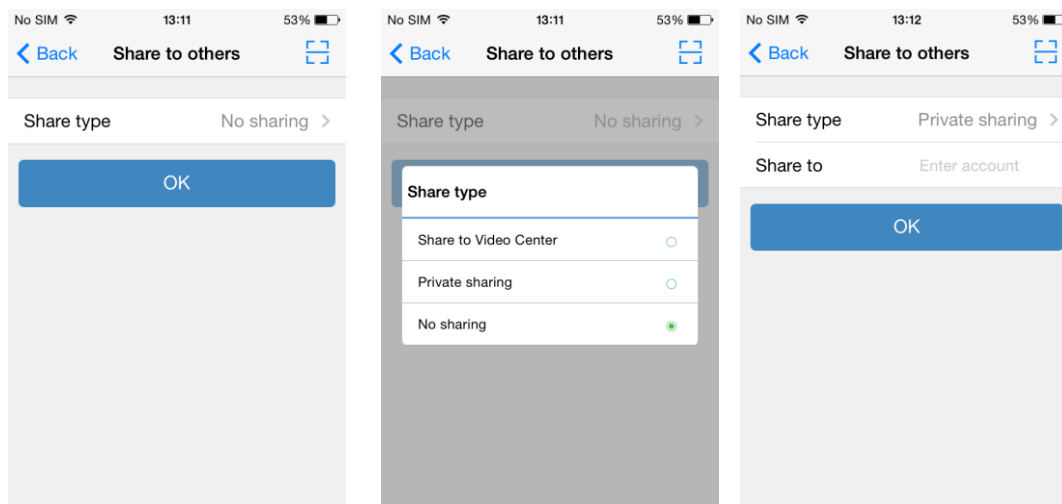 No SIM 13:11 53%
Back Share to others
Share type No sharing
OK
No SIM 13:11 53%
Back Share to others
Share type No sharing
Share type
Share to Video Center
Private sharing
No sharing
No SIM 13:12 53%
Back Share to others
Share type Private sharing
Share to Enter account
OK